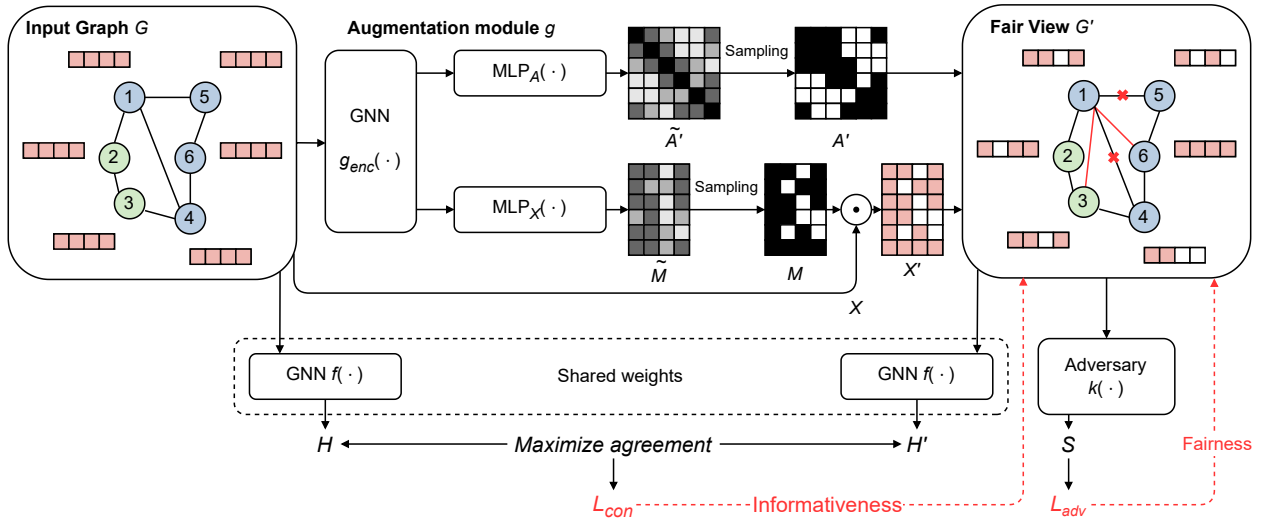 Input Graph G
Augmentation module g
Fair View G'
1
5
2
6
3
4
GNN
g_enc(·)
MLP_A(·)
Ã'
Sampling
A'
MLP_X(·)
M̃
Sampling
M
X'
X
1
5
2
6
3
4
GNN f(·)
Shared weights
GNN f(·)
Adversary
k(·)
H
Maximize agreement
H'
S
Fairness
L_con
Informativeness
L_adv